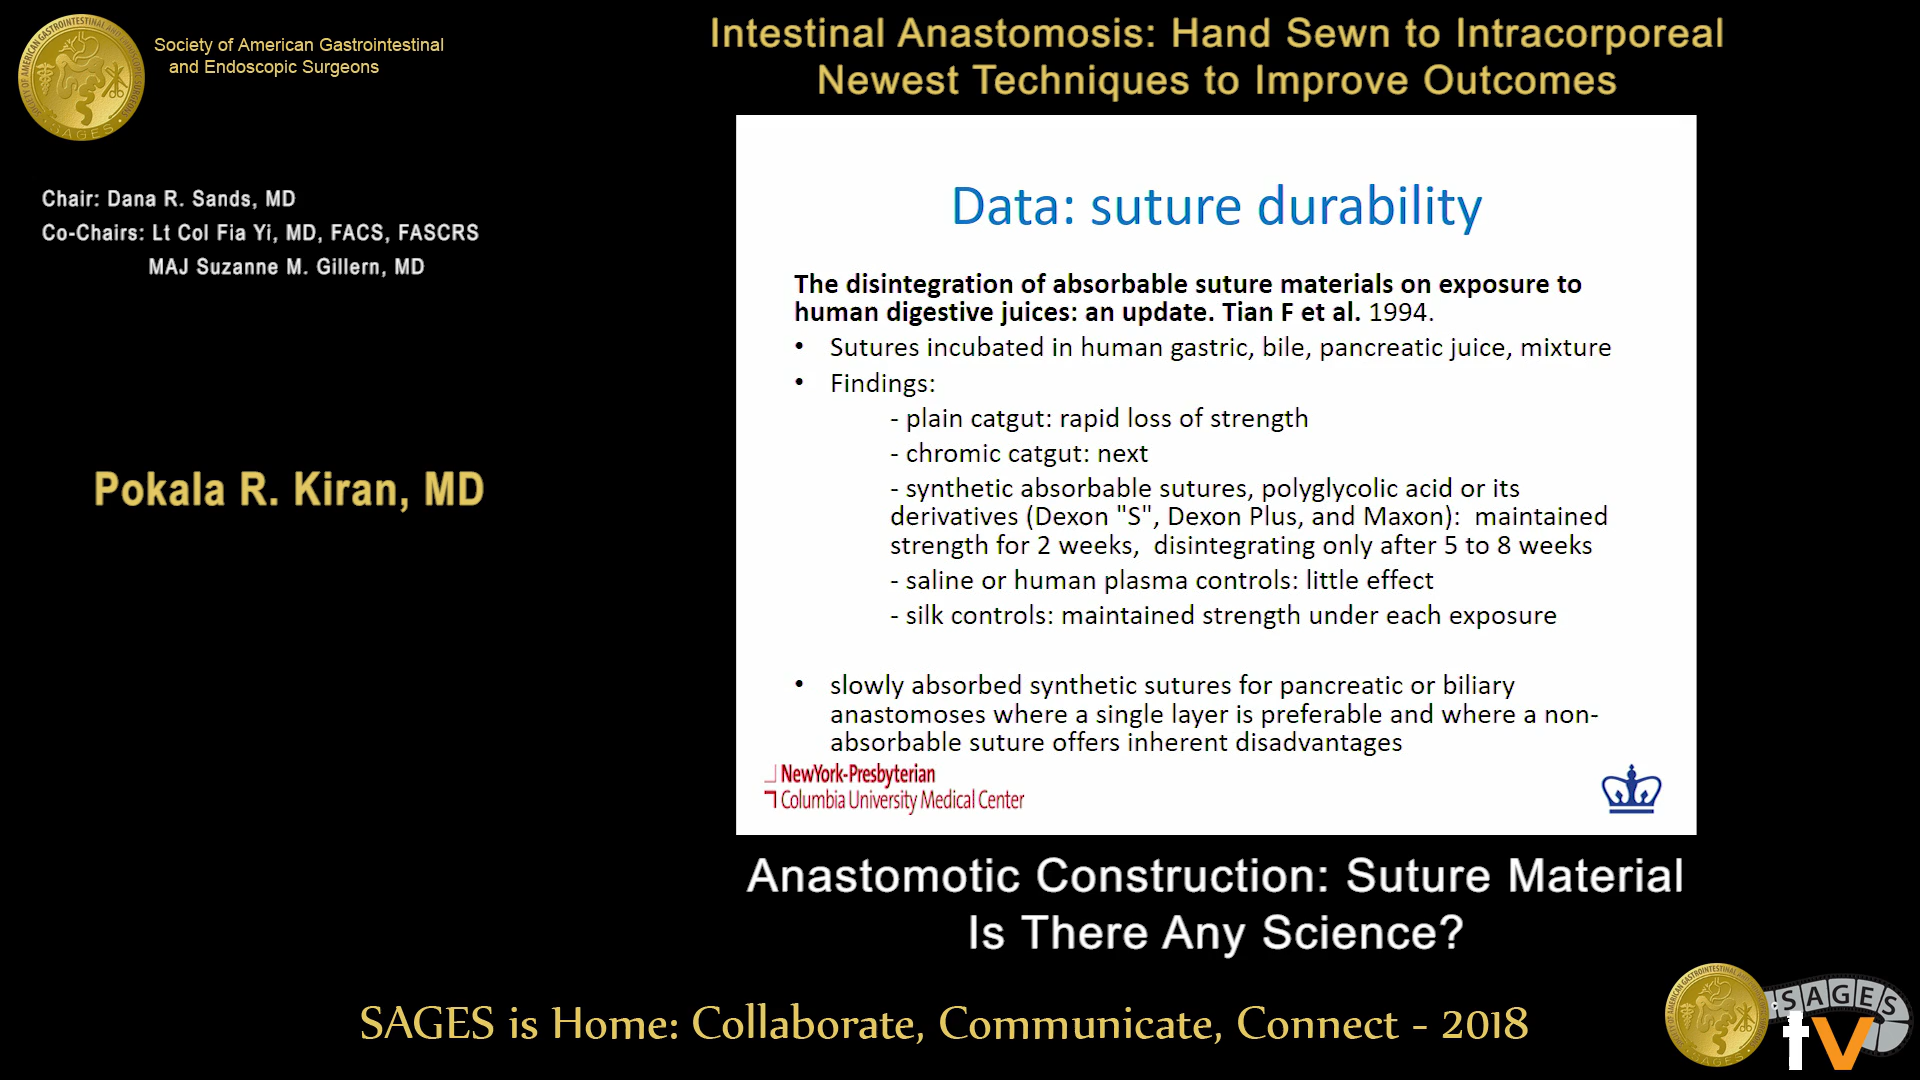 Society of American Gastrointestinal
and Endoscopic Surgeons
Intestinal Anastomosis: Hand Sewn to Intracorporeal
Newest Techniques to Improve Outcomes
Chair: Dana R. Sands, MD
Co-Chairs: Lt Col Fia Yi, MD, FACS, FASCRS
MAJ Suzanne M. Gillern, MD
Pokala R. Kiran, MD
Data: suture durability
The disintegration of absorbable suture materials on exposure to
human digestive juices: an update. Tian F et al. 1994.
• Sutures incubated in human gastric, bile, pancreatic juice, mixture
• Findings:
- plain catgut: rapid loss of strength
- chromic catgut: next
- synthetic absorbable sutures, polyglycolic acid or its
derivatives (Dexon "S", Dexon Plus, and Maxon): maintained
strength for 2 weeks, disintegrating only after 5 to 8 weeks
- saline or human plasma controls: little effect
- silk controls: maintained strength under each exposure
• slowly absorbed synthetic sutures for pancreatic or biliary
anastomoses where a single layer is preferable and where a non-
absorbable suture offers inherent disadvantages
NewYork-Presbyterian
Columbia University Medical Center
Anastomotic Construction: Suture Material
Is There Any Science?
SAGES is Home: Collaborate, Communicate, Connect - 2018
SAGES
tv